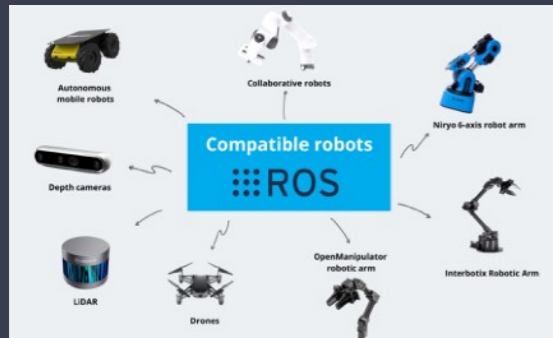 Autonomous
mobile robots
Collaborative robots
Niryo 6-axis robot arm
Compatible robots
ROS
Depth cameras
OpenManipulator
robotic arm
Interbotix Robotic Arm
LiDAR
Drones